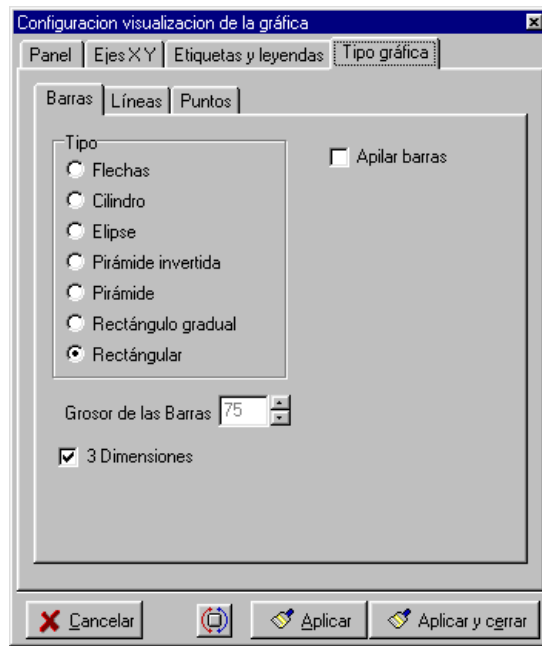 Configuracion visualizacion de la gráfica
Panel Ejes X Y Etiquetas y leyendas Tipo gráfica
Barras Líneas Puntos
Tipo
Apilar barras
Flechas
Cilindro
Elipse
Pirámide invertida
Pirámide
Rectángulo gradual
Rectángular
Grosor de las Barras 75
3 Dimensiones
Cancelar Aplicar Aplicar y cerrar